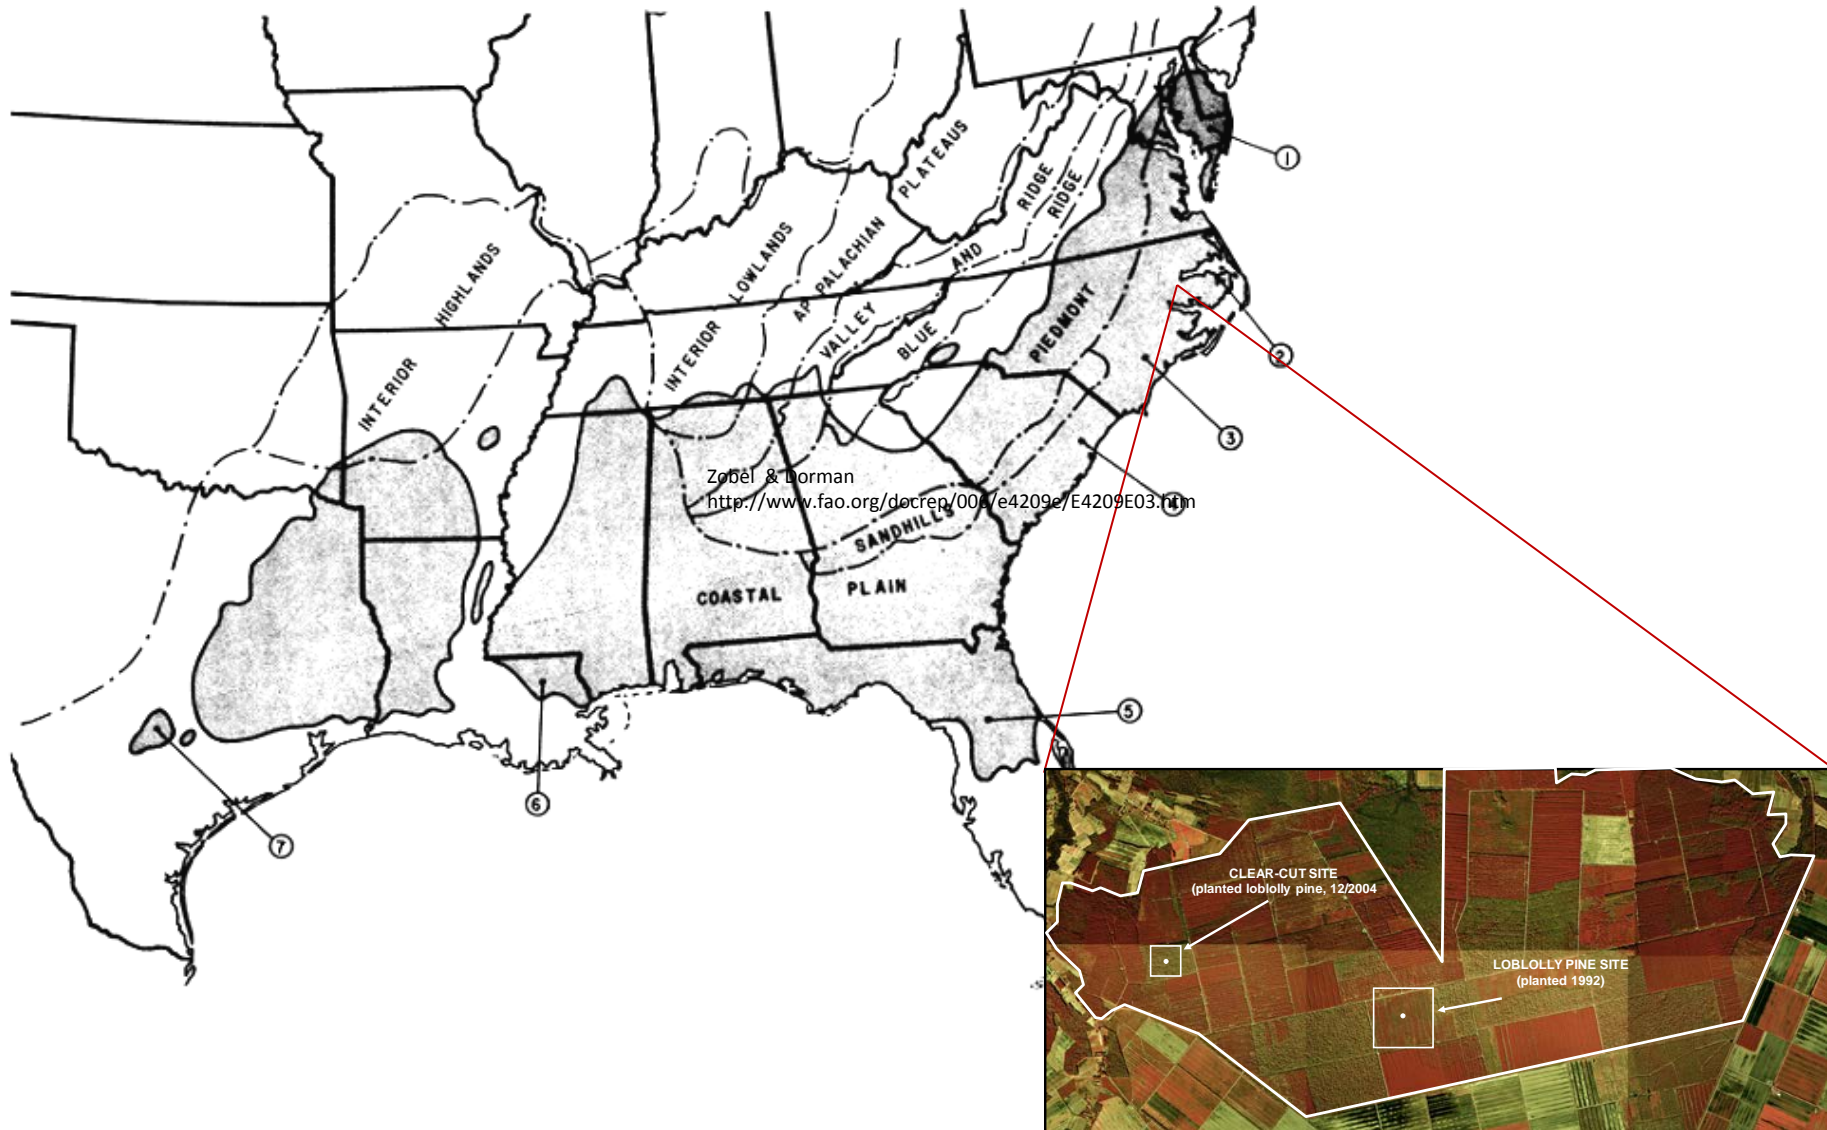 PLATEAUS
RIDGE
RIDGE
AND
HIGHLANDS
LOWLANDS
APPALACHIAN
INTERIOR
INTERIOR
VALLEY
BLUE
PIEDMONT
1
2
3
Zobel & Dorman
http://www.fao.org/docrep/006/e4209e/E4209E03.htm
4
SANDHILLS
COASTAL
PLAIN
5
6
7
CLEAR-CUT SITE
(planted loblolly pine, 12/2004
LOBLOLLY PINE SITE
(planted 1992)